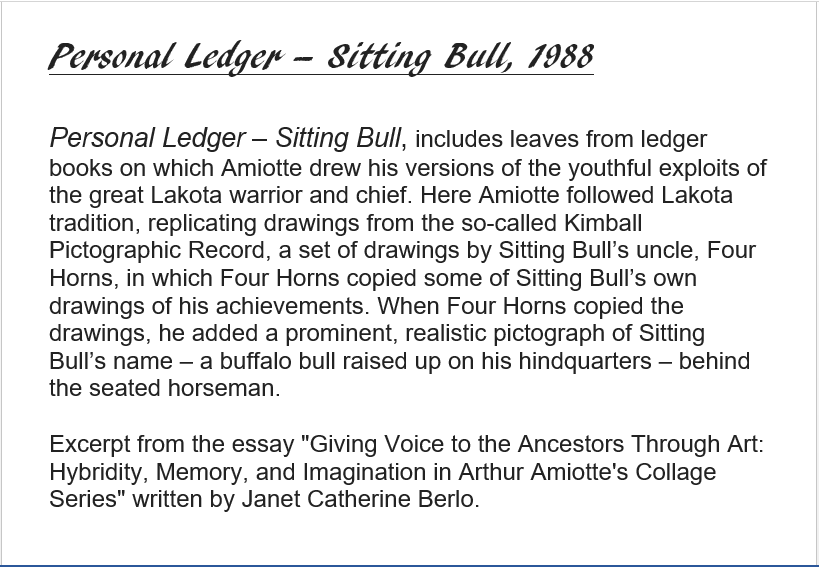 Personal Ledger – Sitting Bull, 1988
Personal Ledger – Sitting Bull, includes leaves from ledger
books on which Amiotte drew his versions of the youthful exploits of
the great Lakota warrior and chief. Here Amiotte followed Lakota
tradition, replicating drawings from the so-called Kimball
Pictographic Record, a set of drawings by Sitting Bull’s uncle, Four
Horns, in which Four Horns copied some of Sitting Bull’s own
drawings of his achievements. When Four Horns copied the
drawings, he added a prominent, realistic pictograph of Sitting
Bull’s name – a buffalo bull raised up on his hindquarters – behind
the seated horseman.
Excerpt from the essay "Giving Voice to the Ancestors Through Art:
Hybridity, Memory, and Imagination in Arthur Amiotte's Collage
Series" written by Janet Catherine Berlo.